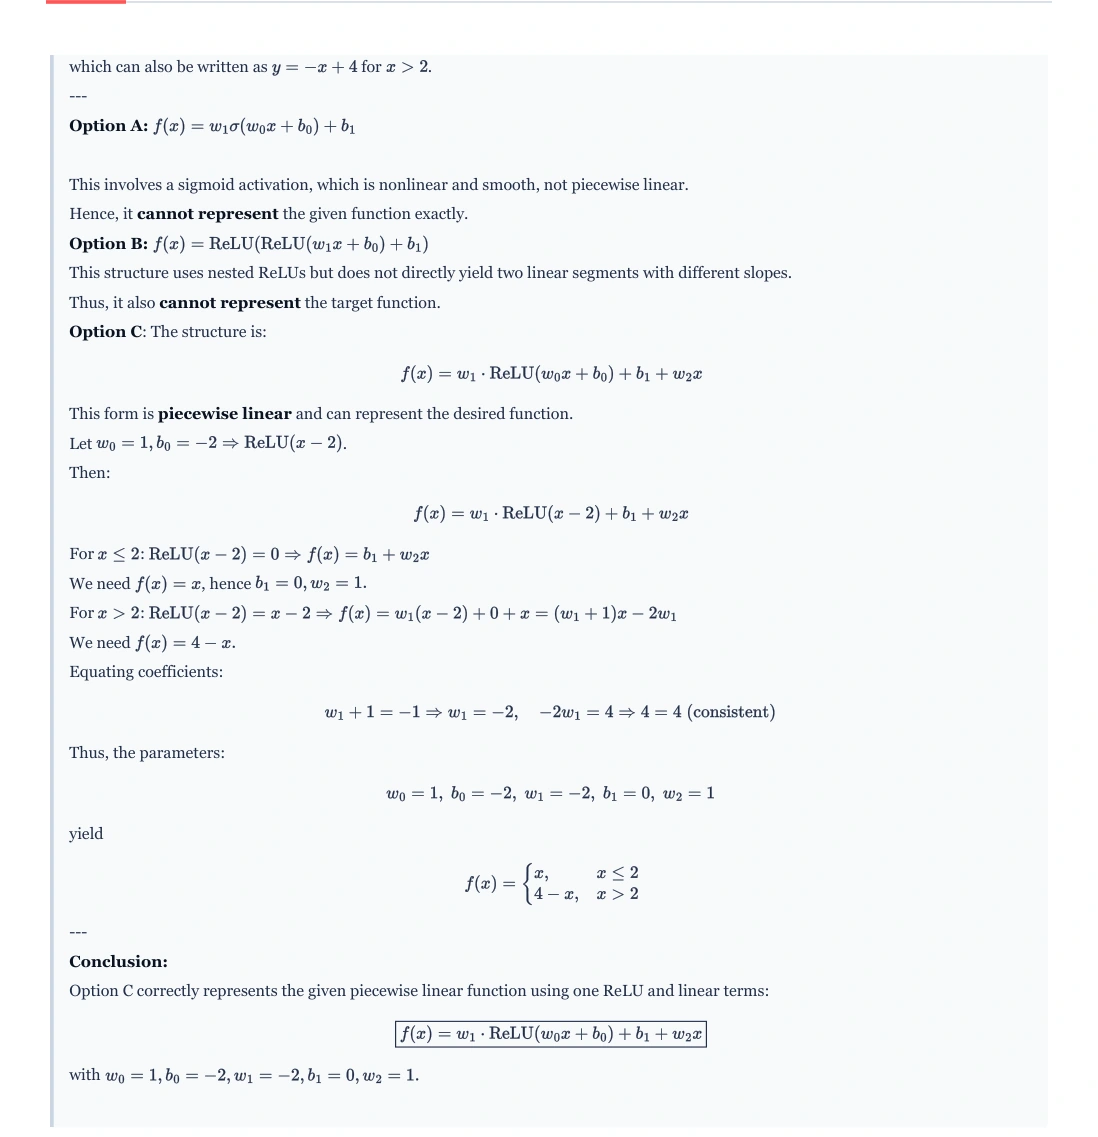 which can also be written as y = −x + 4 for x > 2.
---
Option A: f(x) = w₁σ(w₀x + b₀) + b₁
This involves a sigmoid activation, which is nonlinear and smooth, not piecewise linear.
Hence, it cannot represent the given function exactly.
Option B: f(x) = ReLU(ReLU(w₁x + b₀) + b₁)
This structure uses nested ReLUs but does not directly yield two linear segments with different slopes.
Thus, it also cannot represent the target function.
Option C: The structure is:
f(x) = w₁ · ReLU(w₀x + b₀) + b₁ + w₂x
This form is piecewise linear and can represent the desired function.
Let w₀ = 1, b₀ = −2 ⇒ ReLU(x − 2).
Then:
f(x) = w₁ · ReLU(x − 2) + b₁ + w₂x
For x ≤ 2: ReLU(x − 2) = 0 ⇒ f(x) = b₁ + w₂x
We need f(x) = x, hence b₁ = 0, w₂ = 1.
For x > 2: ReLU(x − 2) = x − 2 ⇒ f(x) = w₁(x − 2) + 0 + x = (w₁ + 1)x − 2w₁
We need f(x) = 4 − x.
Equating coefficients:
w₁ + 1 = −1 ⇒ w₁ = −2, −2w₁ = 4 ⇒ 4 = 4 (consistent)
Thus, the parameters:
w₀ = 1, b₀ = −2, w₁ = −2, b₁ = 0, w₂ = 1
yield
f(x) = { x, x ≤ 2
4 − x, x > 2
---
Conclusion:
Option C correctly represents the given piecewise linear function using one ReLU and linear terms:
f(x) = w₁ · ReLU(w₀x + b₀) + b₁ + w₂x
with w₀ = 1, b₀ = −2, w₁ = −2, b₁ = 0, w₂ = 1.